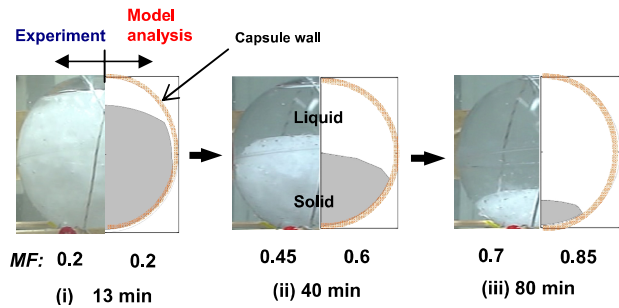 Experiment
Model
analysis
Capsule wall
Liquid
Solid
MF: 0.2 0.2 0.45 0.6 0.7 0.85
(i) 13 min (ii) 40 min (iii) 80 min